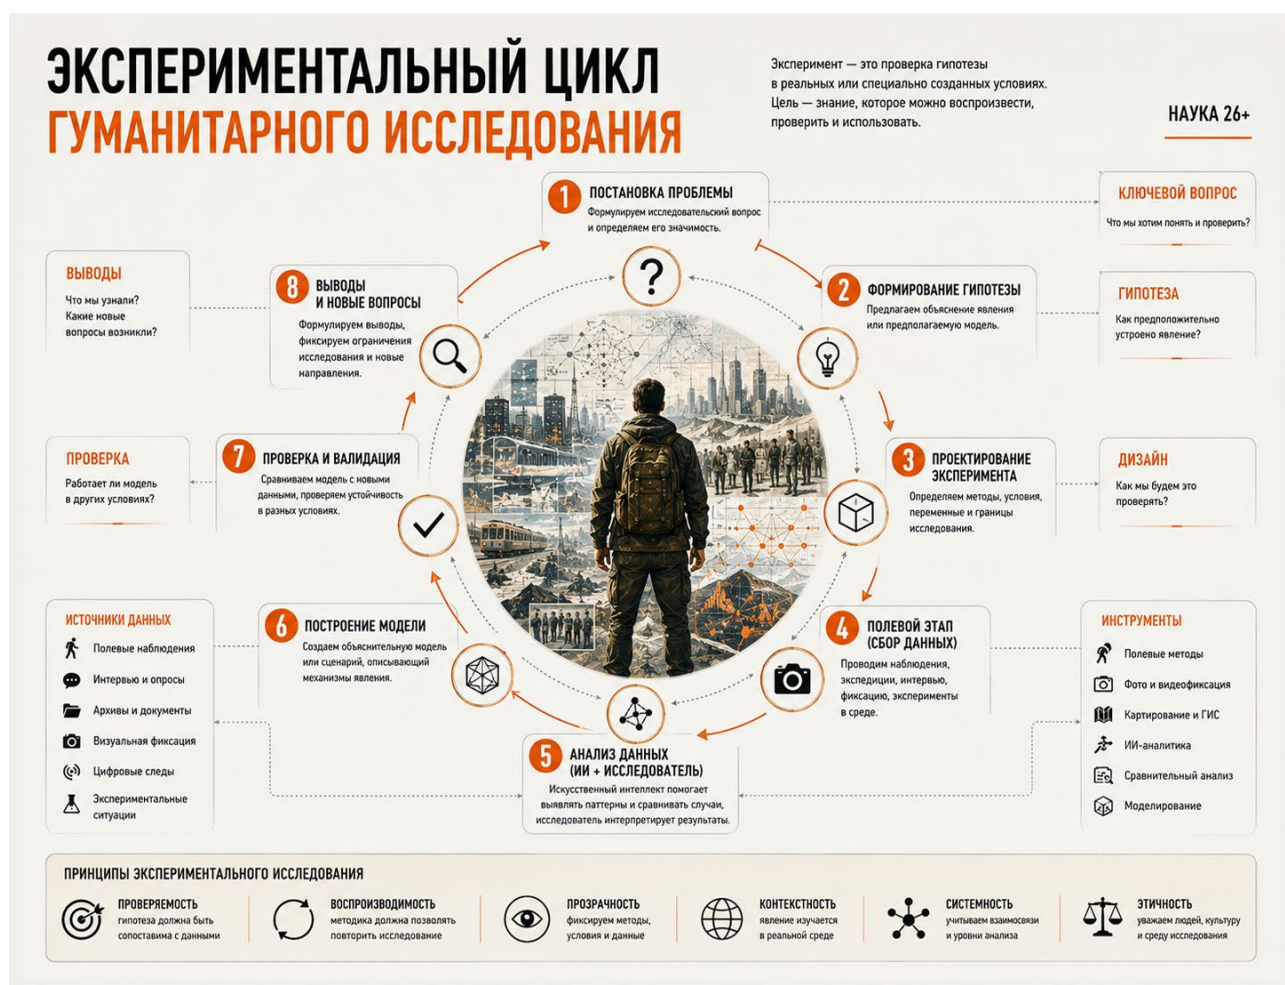 ЭКСПЕРИМЕНТАЛЬНЫЙ ЦИКЛ
ГУМАНИТАРНОГО ИССЛЕДОВАНИЯ
Эксперимент — это проверка гипотезы
в реальных или специально созданных условиях.
Цель — знание, которое можно воспроизвести,
проверить и использовать.
НАУКА 26+
1 ПОСТАНОВКА ПРОБЛЕМЫ
Формулируем исследовательский вопрос
и определяем его значимость.
КЛЮЧЕВОЙ ВОПРОС
Что мы хотим понять и проверить?
2 ФОРМИРОВАНИЕ ГИПОТЕЗЫ
Предлагаем объяснение явления
или предполагаемую модель.
ГИПОТЕЗА
Как предположительно
устроено явление?
3 ПРОЕКТИРОВАНИЕ
ЭКСПЕРИМЕНТА
Определяем методы, условия,
переменные и границы
исследования.
ДИЗАЙН
Как мы будем это
проверять?
4 ПОЛЕВОЙ ЭТАП
(СБОР ДАННЫХ)
Проводим наблюдения,
экспедиции, интервью,
фиксацию, эксперименты
в среде.
ИНСТРУМЕНТЫ
Полевые методы
Фото и видеофиксация
Картирование и ГИС
ИИ-аналитика
Сравнительный анализ
Моделирование
5 АНАЛИЗ ДАННЫХ
(ИИ + ИССЛЕДОВАТЕЛЬ)
Искусственный интеллект помогает
выявлять паттерны и сравнивать случаи,
исследователь интерпретирует результаты.
6 ПОСТРОЕНИЕ МОДЕЛИ
Создаем объяснительную модель
или сценарий, описывающий
механизмы явления.
ИСТОЧНИКИ ДАННЫХ
Полевые наблюдения
Интервью и опросы
Архивы и документы
Визуальная фиксация
Цифровые следы
Экспериментальные
ситуации
7 ПРОВЕРКА И ВАЛИДАЦИЯ
Сравниваем модель с новыми
данными, проверяем устойчивость
в разных условиях.
ПРОВЕРКА
Работает ли модель
в других условиях?
8 ВЫВОДЫ
И НОВЫЕ ВОПРОСЫ
Формулируем выводы,
фиксируем ограничения
исследования и новые
направления.
ВЫВОДЫ
Что мы узнали?
Какие новые
вопросы возникли?
?
ПРИНЦИПЫ ЭКСПЕРИМЕНТАЛЬНОГО ИССЛЕДОВАНИЯ
ПРОВЕРЯЕМОСТЬ
гипотеза должна быть
сопоставима с данными
ВОСПРОИЗВОДИМОСТЬ
методика должна позволять
повторить исследование
ПРОЗРАЧНОСТЬ
фиксируем методы,
условия и данные
КОНТЕКСТНОСТЬ
явление изучается
в реальной среде
СИСТЕМНОСТЬ
учитываем взаимосвязи
и уровни анализа
ЭТИЧНОСТЬ
уважаем людей, культуру
и среду исследования